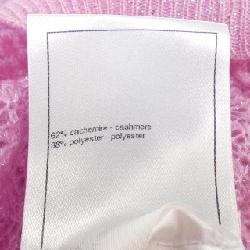 62% cachemire - cashmere
38% polyester - polyester